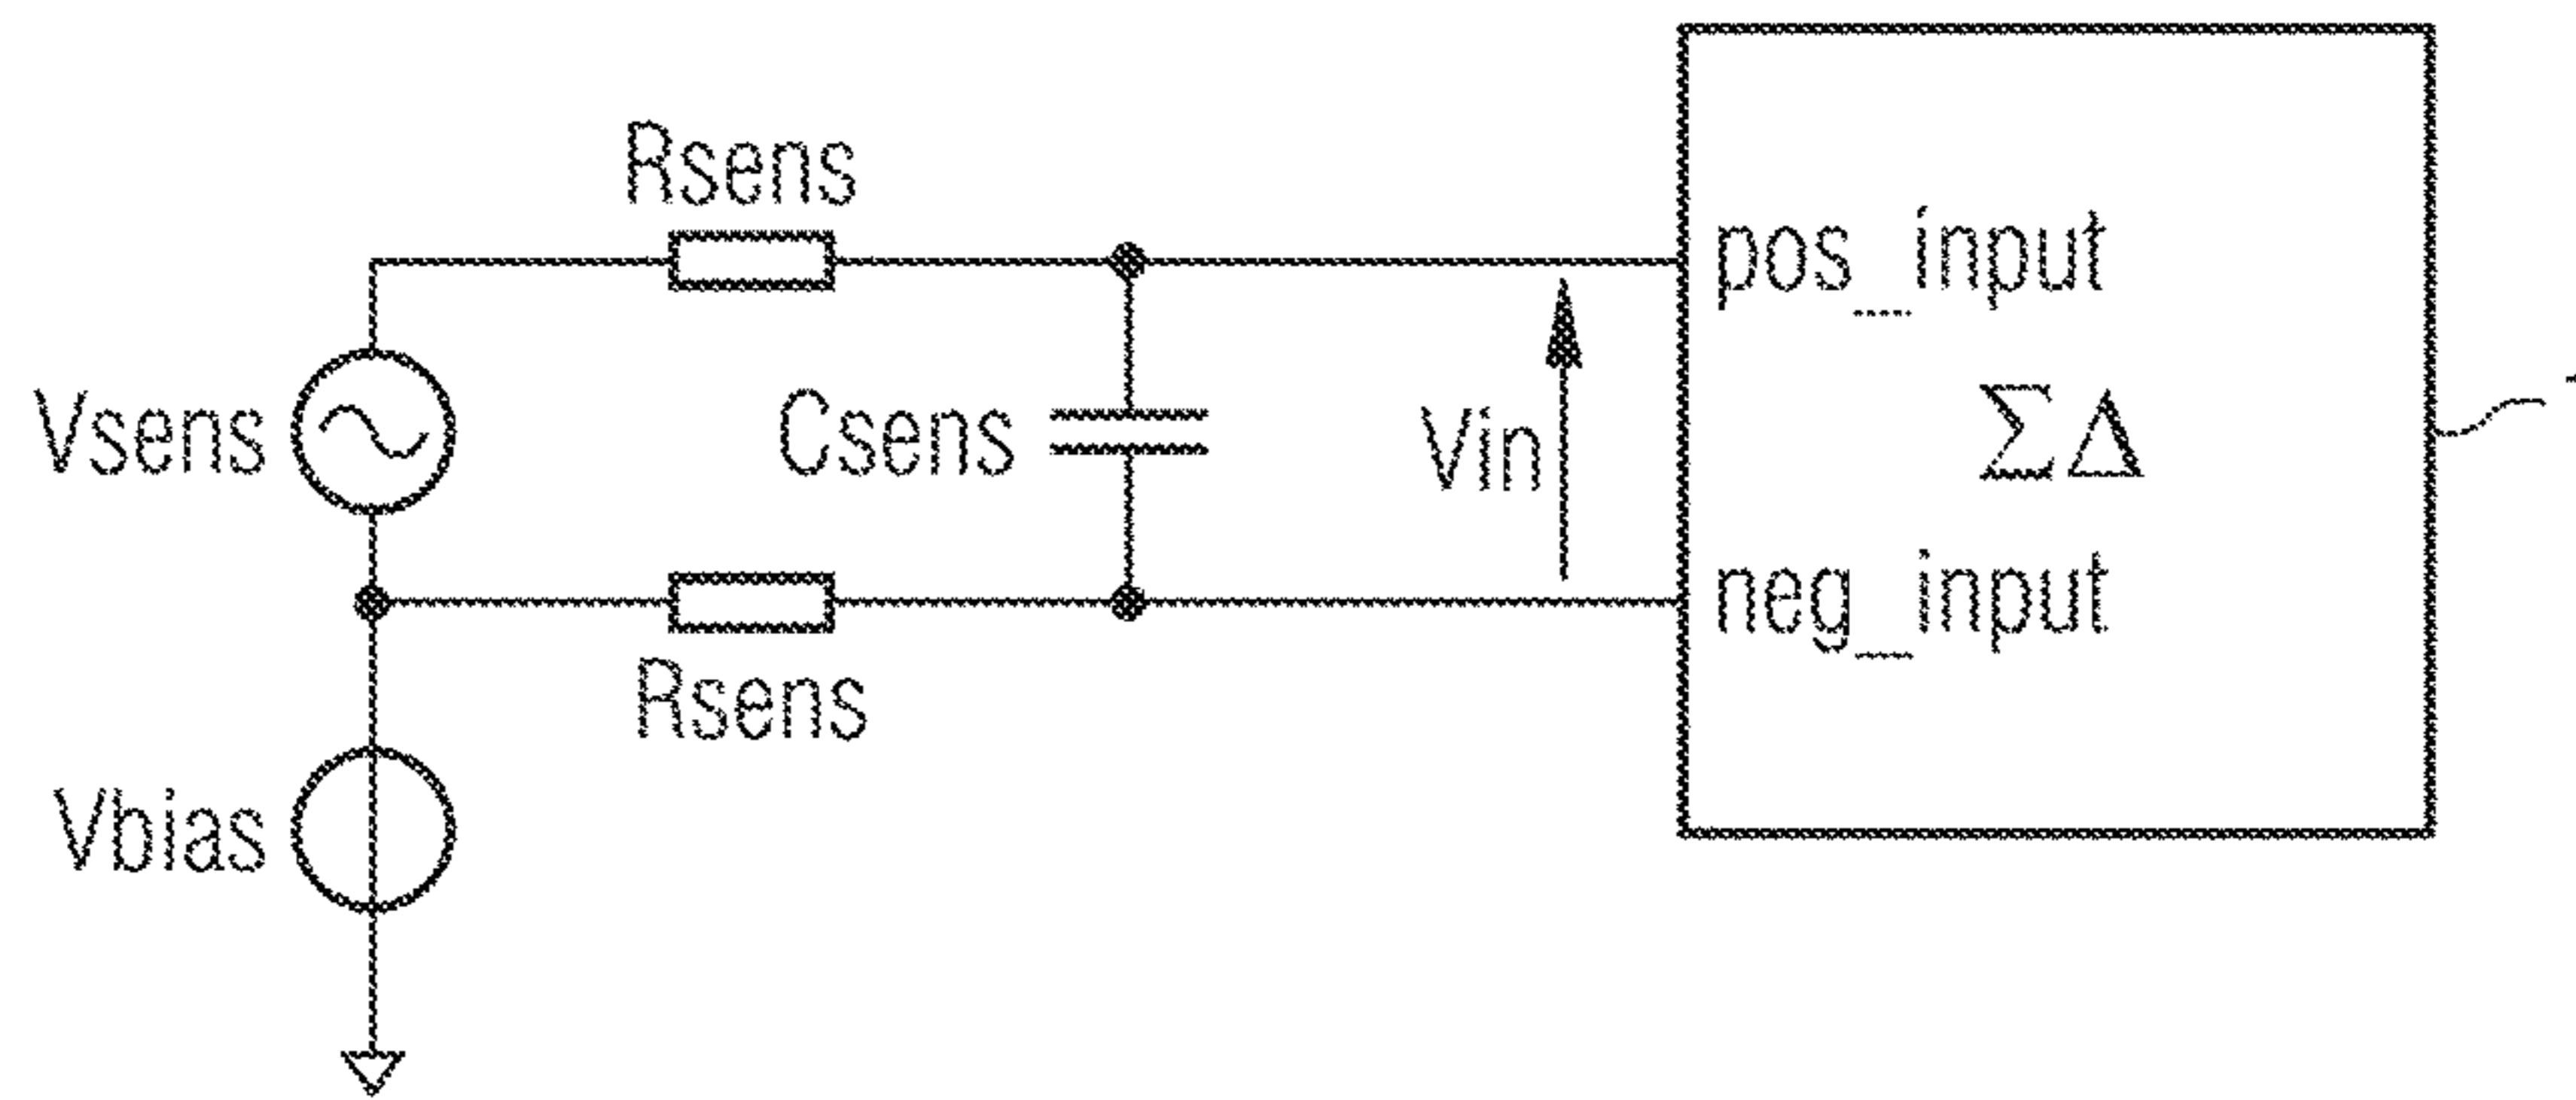 Rsens
pos_input
Vsens
Csens
Vin
ΣΔ
neg_input
Rsens
Vbias